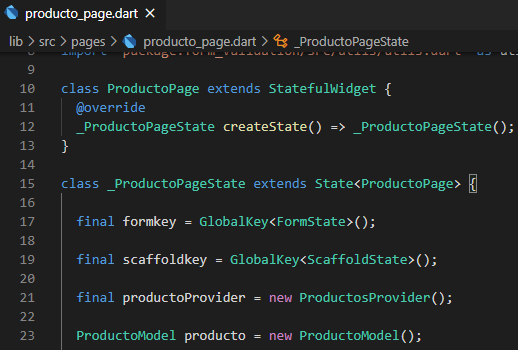 producto_page.dart ×
lib > src > pages > producto_page.dart > _ProductoPageState
8 import 'package:form_validation/src/utils/utils.dart' as uti
9
10 class ProductoPage extends StatefulWidget {
11 @override
12 _ProductoPageState createState() => _ProductoPageState();
13 }
14
15 class _ProductoPageState extends State<ProductoPage> {
16
17 final formkey = GlobalKey<FormState>();
18
19 final scaffoldkey = GlobalKey<ScaffoldState>();
20
21 final productoProvider = new ProductosProvider();
22
23 ProductoModel producto = new ProductoModel();